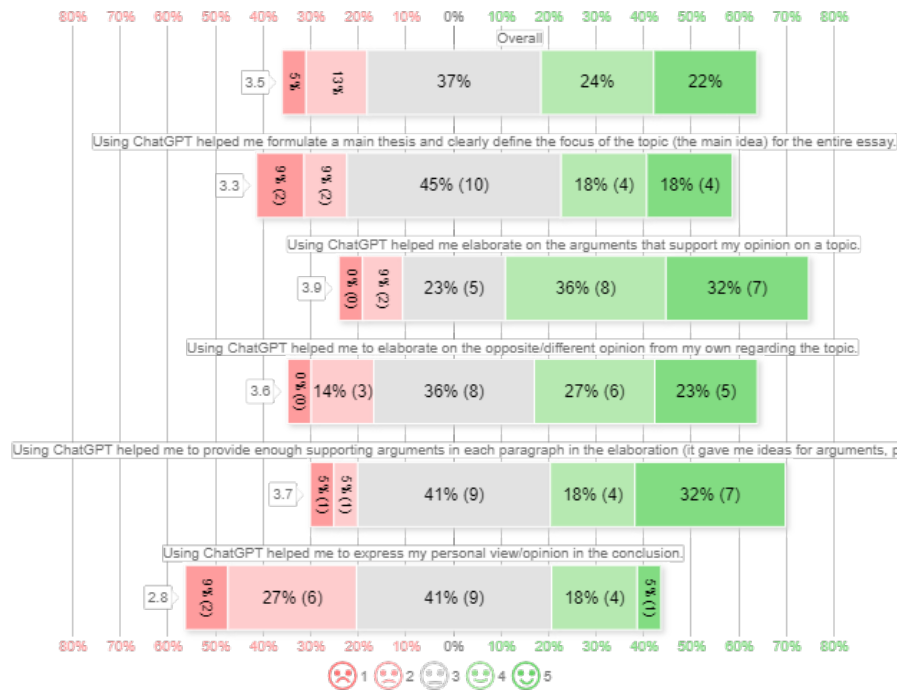 80% 70% 60% 50% 40% 30% 20% 10% 0% 10% 20% 30% 40% 50% 60% 70% 80%
Overall
3.5 5% 13% 37% 24% 22%
Using ChatGPT helped me formulate a main thesis and clearly define the focus of the topic (the main idea) for the entire essay.
3.3 9% (2) 9% (2) 45% (10) 18% (4) 18% (4)
Using ChatGPT helped me elaborate on the arguments that support my opinion on a topic.
3.9 0% (0) 9% (2) 23% (5) 36% (8) 32% (7)
Using ChatGPT helped me to elaborate on the opposite/different opinion from my own regarding the topic.
3.6 0% (0) 14% (3) 36% (8) 27% (6) 23% (5)
Using ChatGPT helped me to provide enough supporting arguments in each paragraph in the elaboration (it gave me ideas for arguments, p
3.7 5% (1) 5% (1) 41% (9) 18% (4) 32% (7)
Using ChatGPT helped me to express my personal view/opinion in the conclusion.
2.8 9% (2) 27% (6) 41% (9) 18% (4) 5% (1)
80% 70% 60% 50% 40% 30% 20% 10% 0% 10% 20% 30% 40% 50% 60% 70% 80%
1 2 3 4 5